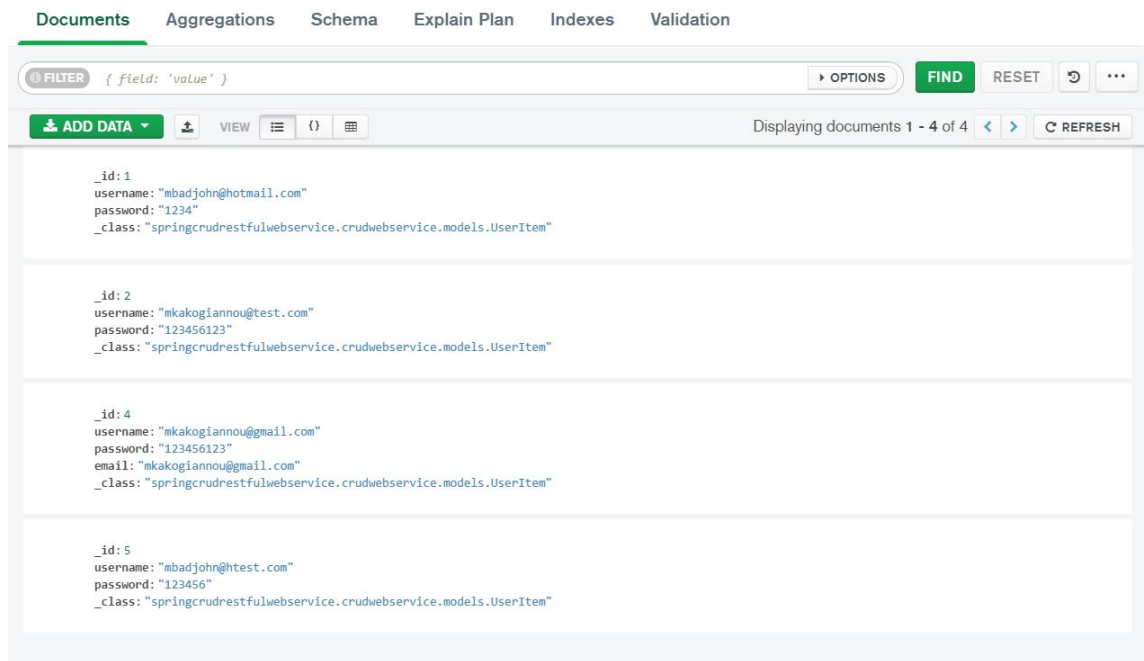 Documents Aggregations Schema Explain Plan Indexes Validation
FILTER { field: 'value' } OPTIONS FIND RESET ...
ADD DATA VIEW {} Displaying documents 1 - 4 of 4 < > REFRESH
_id: 1
username: "mbadjohn@hotmail.com"
password: "1234"
_class: "springcrudrestfulwebservice.crudwebservice.models.UserItem"
_id: 2
username: "mkakogiannou@test.com"
password: "123456123"
_class: "springcrudrestfulwebservice.crudwebservice.models.UserItem"
_id: 4
username: "mkakogiannou@gmail.com"
password: "123456123"
email: "mkakogiannou@gmail.com"
_class: "springcrudrestfulwebservice.crudwebservice.models.UserItem"
_id: 5
username: "mbadjohn@htest.com"
password: "123456"
_class: "springcrudrestfulwebservice.crudwebservice.models.UserItem"